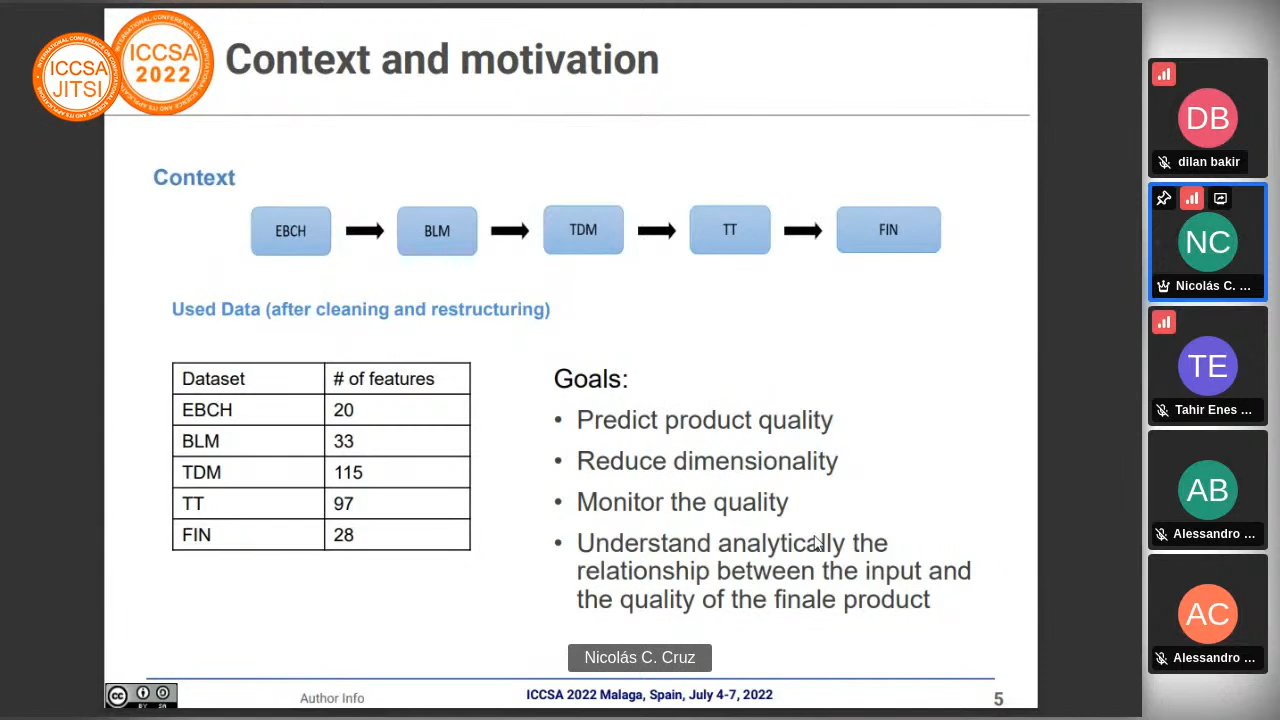 ICCSA
JITSI
ICCSA
2022
Context and motivation
Context
EBCH
BLM
TDM
TT
FIN
Used Data (after cleaning and restructuring)
Dataset # of features
EBCH 20
BLM 33
TDM 115
TT 97
FIN 28
Goals:
• Predict product quality
• Reduce dimensionality
• Monitor the quality
• Understand analytically the
relationship between the input and
the quality of the finale product
Nicolás C. Cruz
CC BY SA
Author Info
ICCSA 2022 Malaga, Spain, July 4-7, 2022
5
DB
dilan bakir
NC
Nicolás C. ...
TE
Tahir Enes ...
AB
Alessandro ...
AC
Alessandro ...